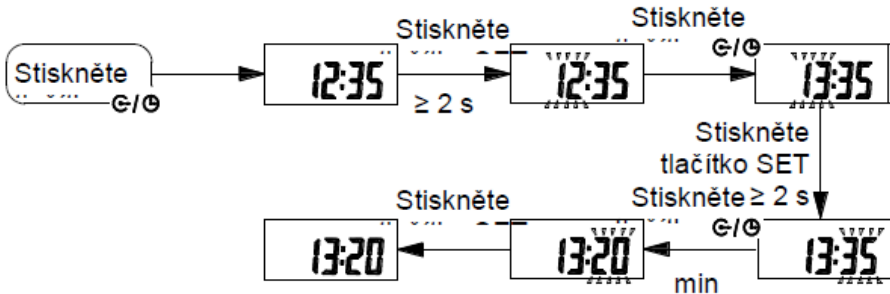 Stiskněte
12:35
Stiskněte
≥ 2 s
12:35
Stiskněte
13:35
Stiskněte
tlačítko SET
≥ 2 s
13:35
Stiskněte
min
13:20
Stiskněte
13:20